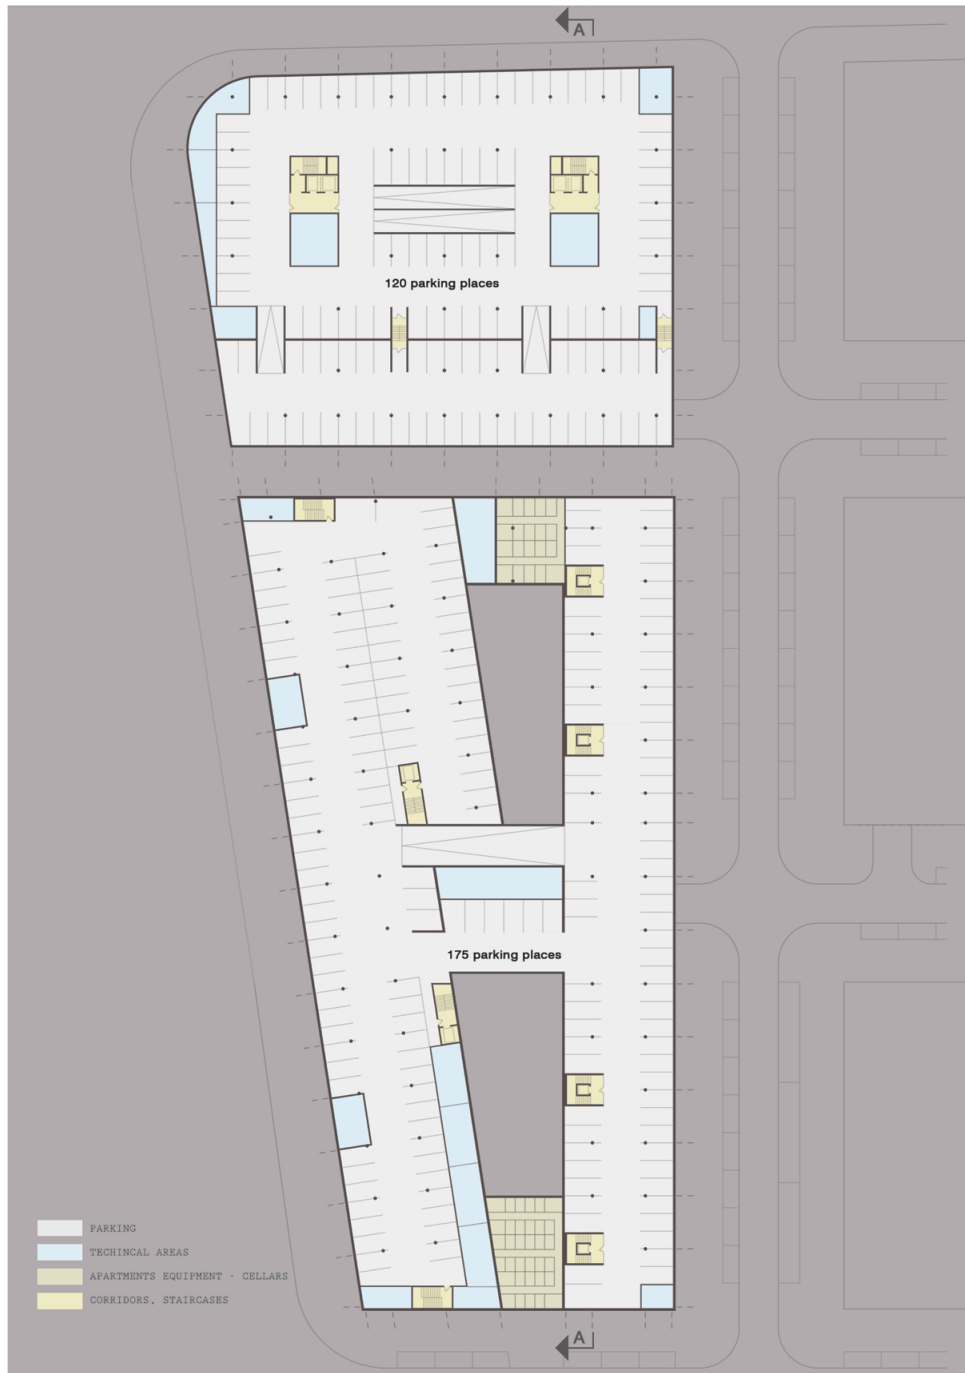 A
120 parking places
175 parking places
PARKING
TECHINCAL AREAS
APARTMENTS EQUIPMENT - CELLARS
CORRIDORS, STAIRCASES
A